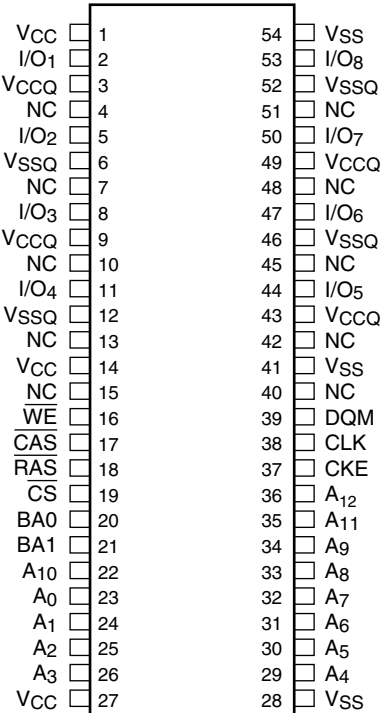 VCC 1 54 VSS
I/O1 2 53 I/O8
VCCQ 3 52 VSSQ
NC 4 51 NC
I/O2 5 50 I/O7
VSSQ 6 49 VCCQ
NC 7 48 NC
I/O3 8 47 I/O6
VCCQ 9 46 VSSQ
NC 10 45 NC
I/O4 11 44 I/O5
VSSQ 12 43 VCCQ
NC 13 42 NC
VCC 14 41 VSS
NC 15 40 NC
WE 16 39 DQM
CAS 17 38 CLK
RAS 18 37 CKE
CS 19 36 A12
BA0 20 35 A11
BA1 21 34 A9
A10 22 33 A8
A0 23 32 A7
A1 24 31 A6
A2 25 30 A5
A3 26 29 A4
VCC 27 28 VSS